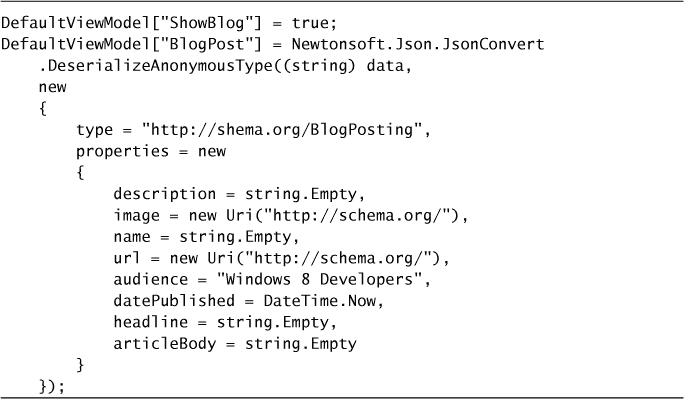 DefaultViewModel["ShowBlog"] = true;
DefaultViewModel["BlogPost"] = Newtonsoft.Json.JsonConvert
    .DeserializeAnonymousType((string) data,
    new
    {
        type = "http://shema.org/BlogPosting",
        properties = new
        {
            description = string.Empty,
            image = new Uri("http://schema.org/"),
            name = string.Empty,
            url = new Uri("http://schema.org/"),
            audience = "Windows 8 Developers",
            datePublished = DateTime.Now,
            headline = string.Empty,
            articleBody = string.Empty
        }
    });